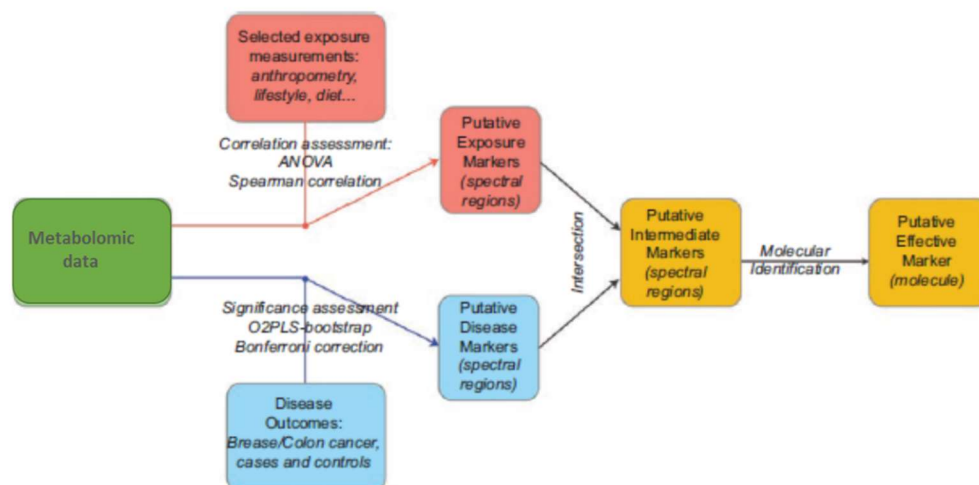 Selected exposure
measurements:
anthropometry,
lifestyle, diet...
Correlation assessment:
ANOVA
Spearman correlation
Putative
Exposure
Markers
(spectral
regions)
Metabolomic
data
Significance assessment
O2PLS-bootstrap
Bonferroni correction
Putative
Disease
Markers
(spectral
regions)
Disease
Outcomes:
Brease/Colon cancer,
cases and controls
Intersection
Putative
Intermediate
Markers
(spectral
regions)
Molecular
Identification
Putative
Effective
Marker
(molecule)